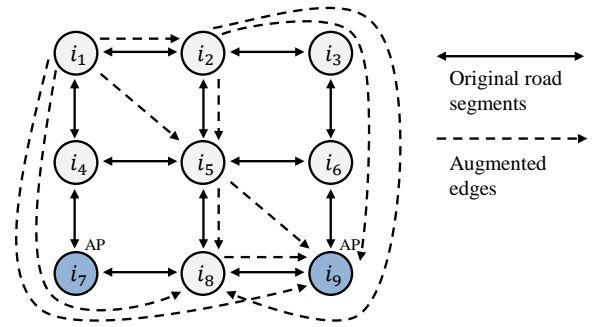 i₁ i₂ i₃
Original road
segments
i₄ i₅ i₆
Augmented
edges
AP AP
i₇ i₈ i₉